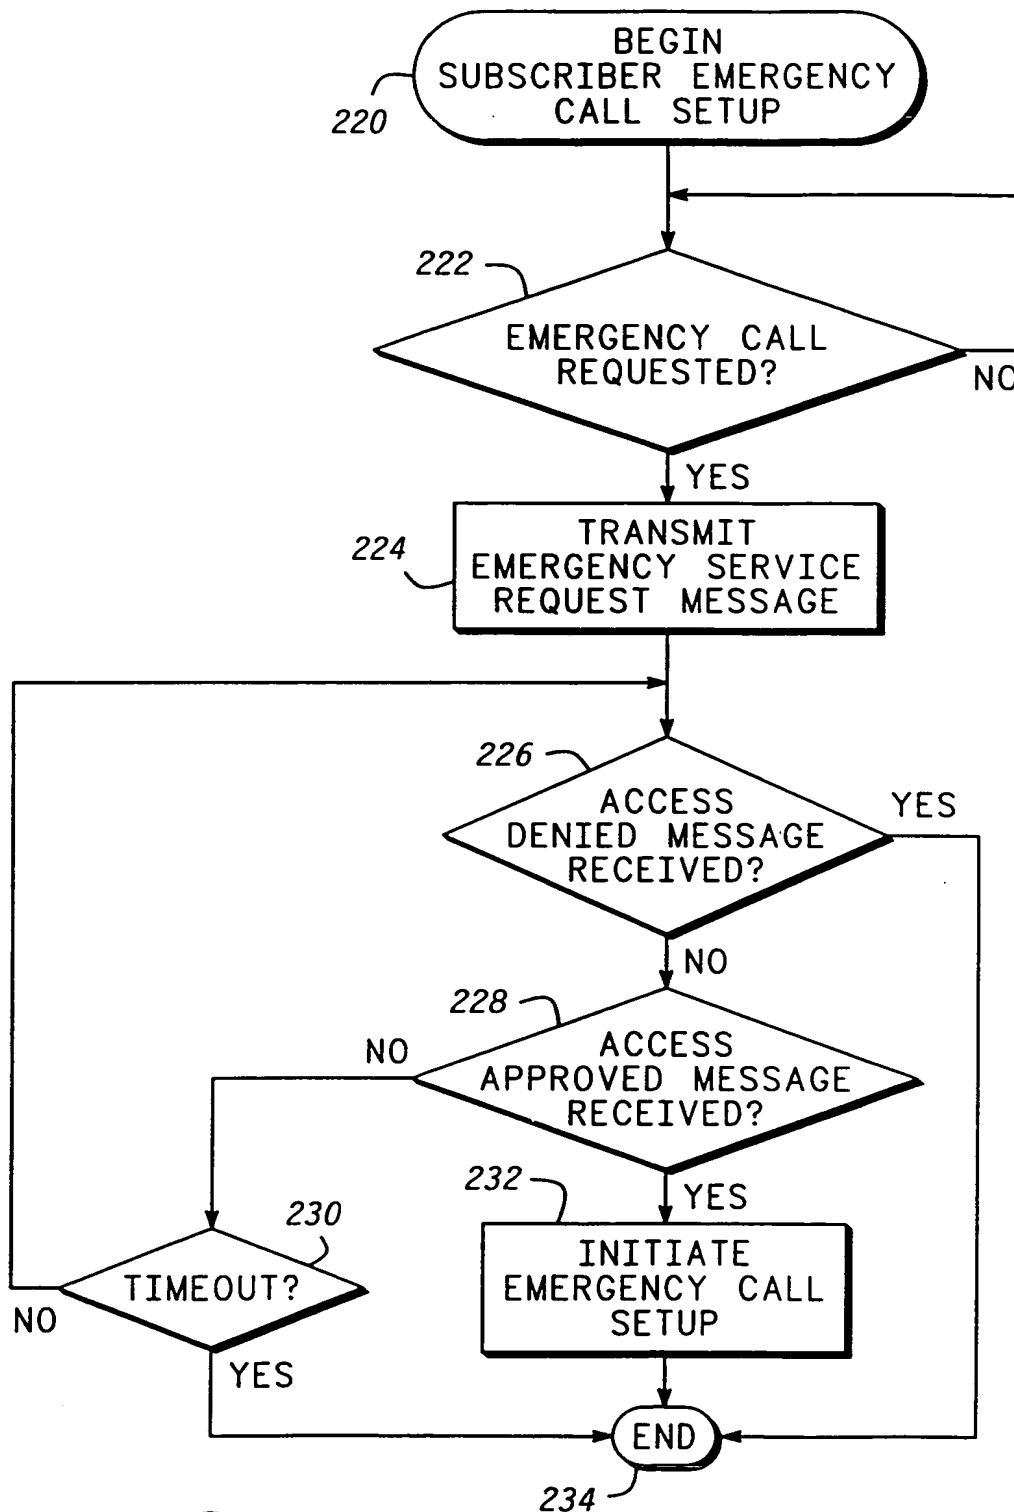 BEGIN
SUBSCRIBER EMERGENCY
CALL SETUP
220
222
EMERGENCY CALL
REQUESTED?
NO
YES
224
TRANSMIT
EMERGENCY SERVICE
REQUEST MESSAGE
226
ACCESS
DENIED MESSAGE
RECEIVED?
YES
NO
228
ACCESS
APPROVED MESSAGE
RECEIVED?
NO
YES
230
TIMEOUT?
NO
YES
232
INITIATE
EMERGENCY CALL
SETUP
END
234